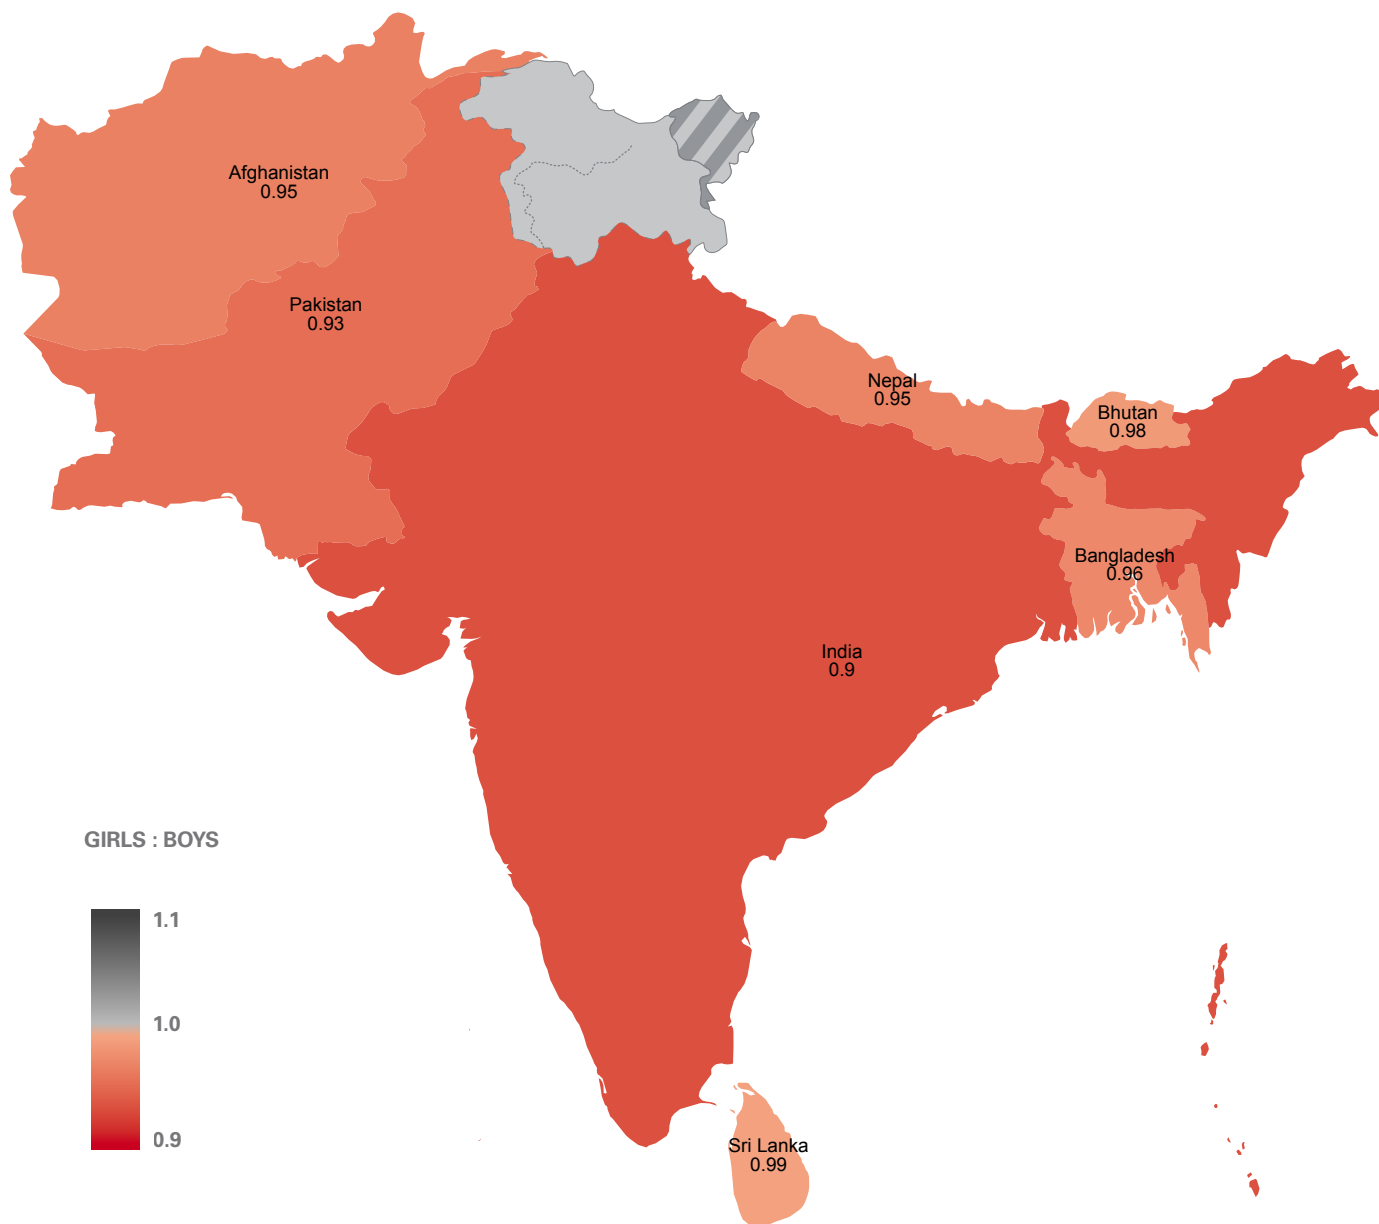 Afghanistan
0.95
Pakistan
0.93
Nepal
0.95
Bhutan
0.98
Bangladesh
0.96
India
0.9
GIRLS : BOYS
1.1
1.0
0.9
Sri Lanka
0.99